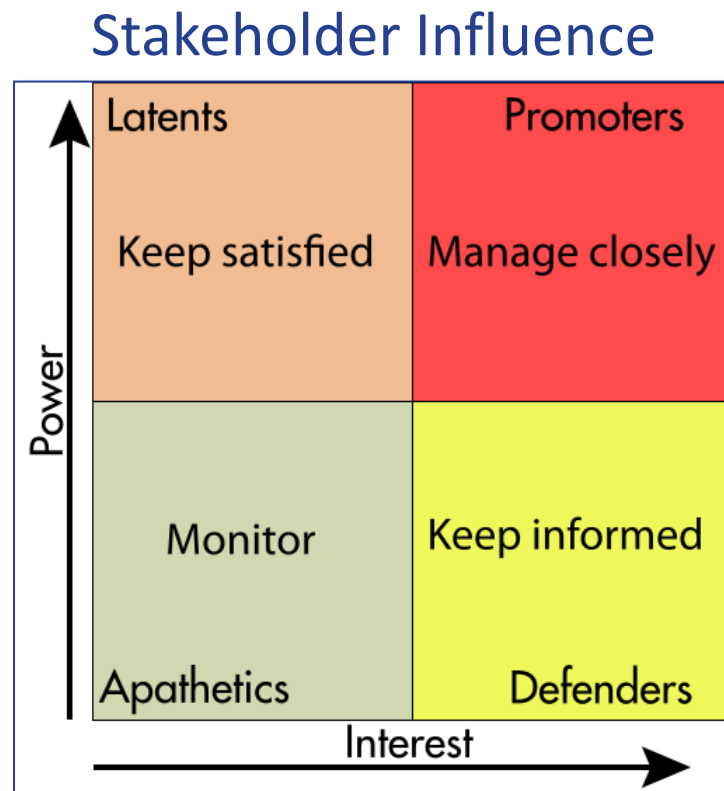 Stakeholder Influence
Latents
Promoters
Keep satisfied
Manage closely
Power
Monitor
Keep informed
Apathetics
Defenders
Interest